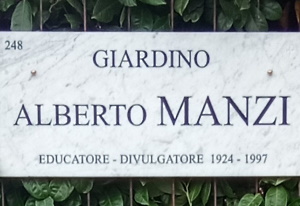 248
GIARDINO
ALBERTO MANZI
EDUCATORE - DIVULGATORE 1924 - 1997